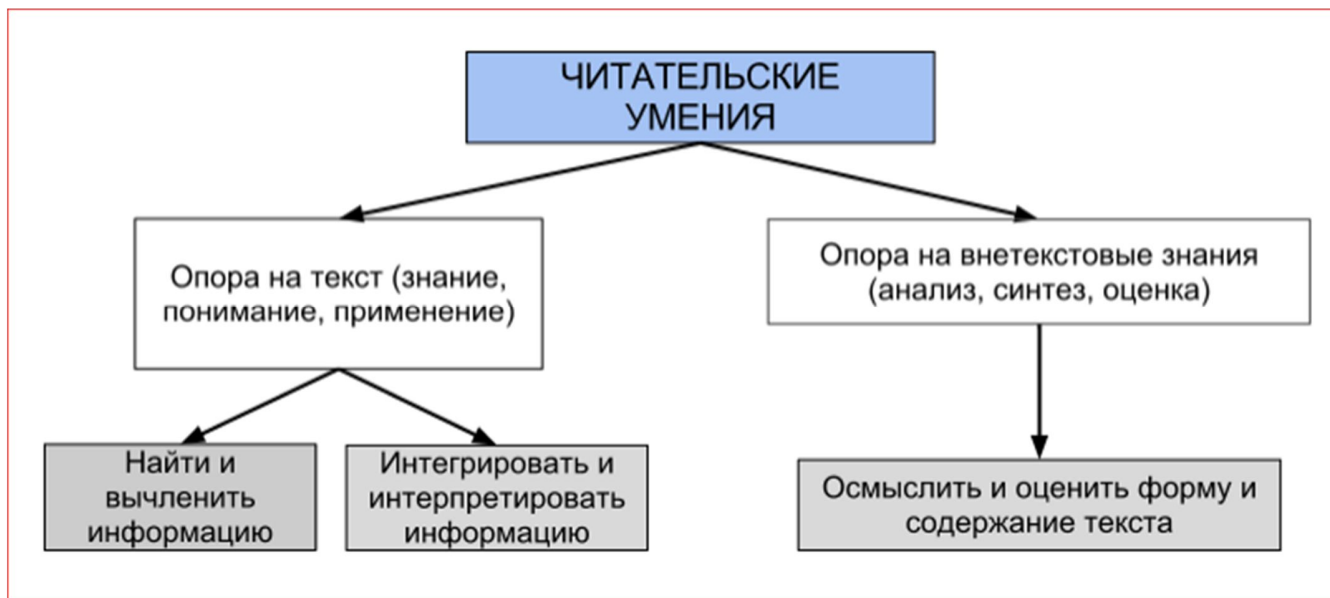 ЧИТАТЕЛЬСКИЕ
УМЕНИЯ
Опора на текст (знание,
понимание, применение)
Опора на внетекстовые знания
(анализ, синтез, оценка)
Найти и
вычленить
информацию
Интегрировать и
интерпретировать
информацию
Осмыслить и оценить форму и
содержание текста